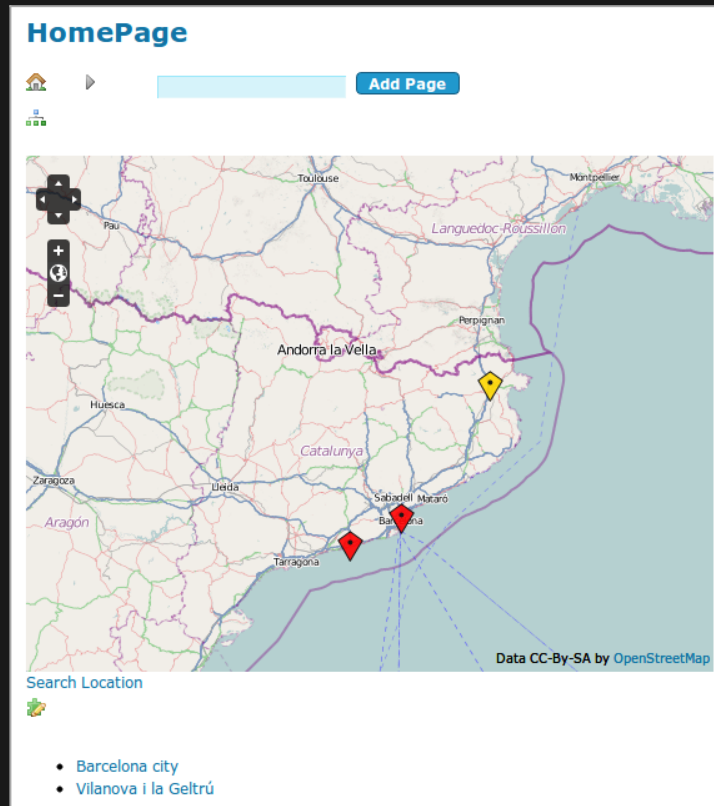 HomePage
Add Page
Toulouse
Montpellier
Pau
Languedoc-Roussillon
Perpignan
Andorra la Vella
Huesca
Catalunya
Zaragoza
Lleida
Sabadell Mataró
Aragón
Tarragona
Data CC-By-SA by OpenStreetMap
Search Location
Barcelona city
Vilanova i la Geltrú